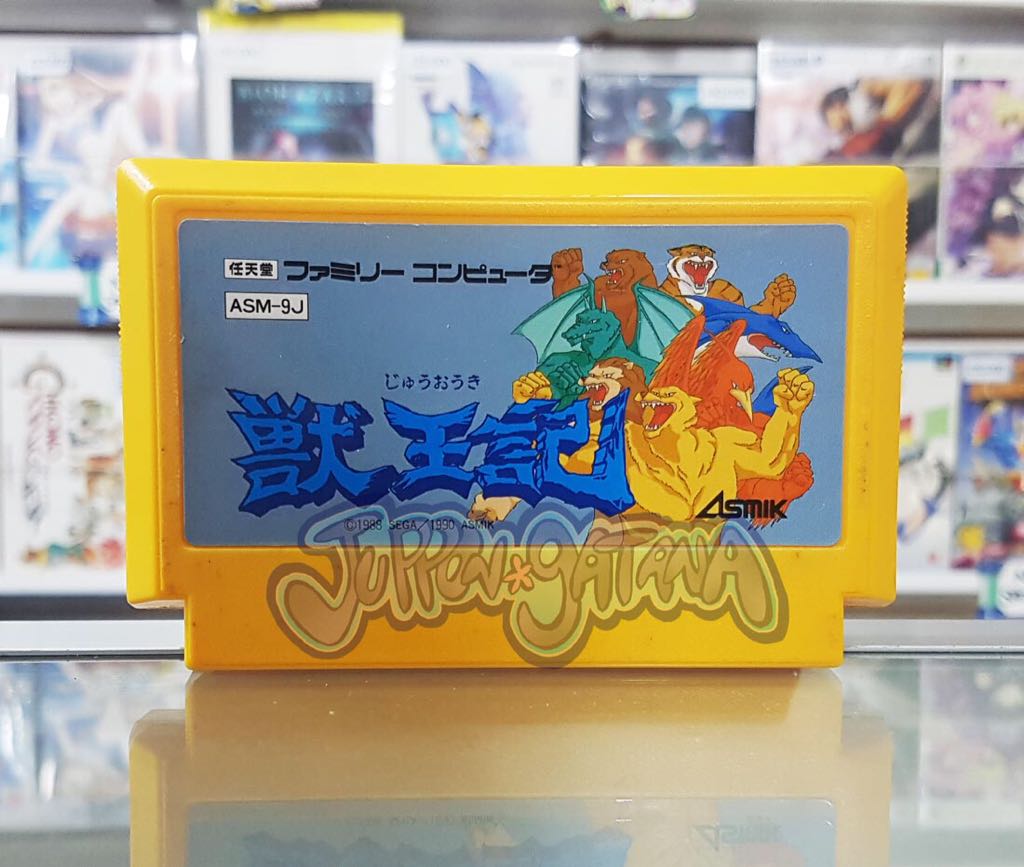 任天堂 ファミリー コンピュータ
ASM-9J
じゅうおうき
獣王記
©1988 SEGA/1990 ASMIK
ASMIK
JUPPON*GATANA